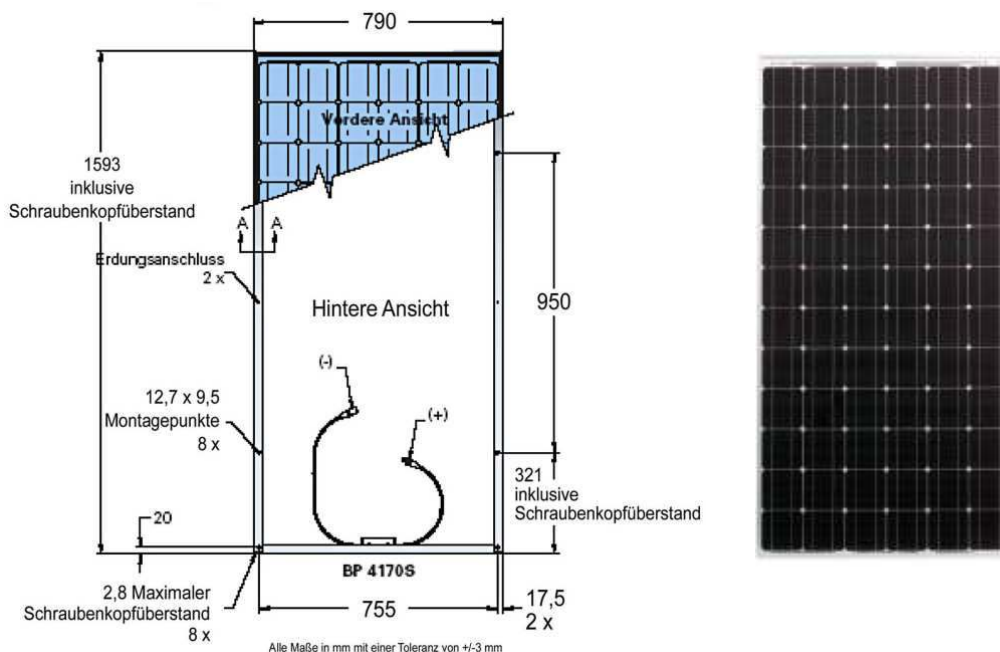 790
Vordere Ansicht
1593
inklusive
Schraubenkopfüberstand
A A
Erdungsanschluss
2 x
Hintere Ansicht
950
(-)
12,7 x 9,5
Montagepunkte
8 x
(+)
321
inklusive
Schraubenkopfüberstand
20
BP 4170S
2,8 Maximaler
Schraubenkopfüberstand
8 x
755
17,5
2 x
Alle Maße in mm mit einer Toleranz von +/-3 mm